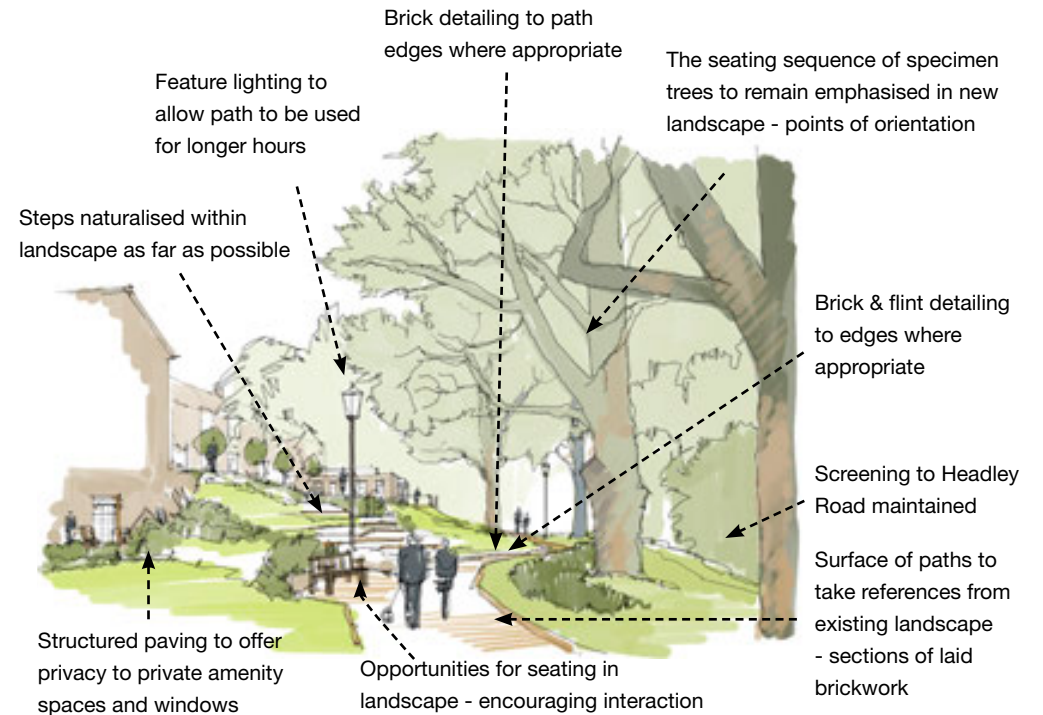 Brick detailing to path
edges where appropriate
The seating sequence of specimen
trees to remain emphasised in new
landscape - points of orientation
Feature lighting to
allow path to be used
for longer hours
Steps naturalised within
landscape as far as possible
Brick & flint detailing
to edges where
appropriate
Screening to Headley
Road maintained
Surface of paths to
take references from
existing landscape
- sections of laid
brickwork
Structured paving to offer
privacy to private amenity
spaces and windows
Opportunities for seating in
landscape - encouraging interaction